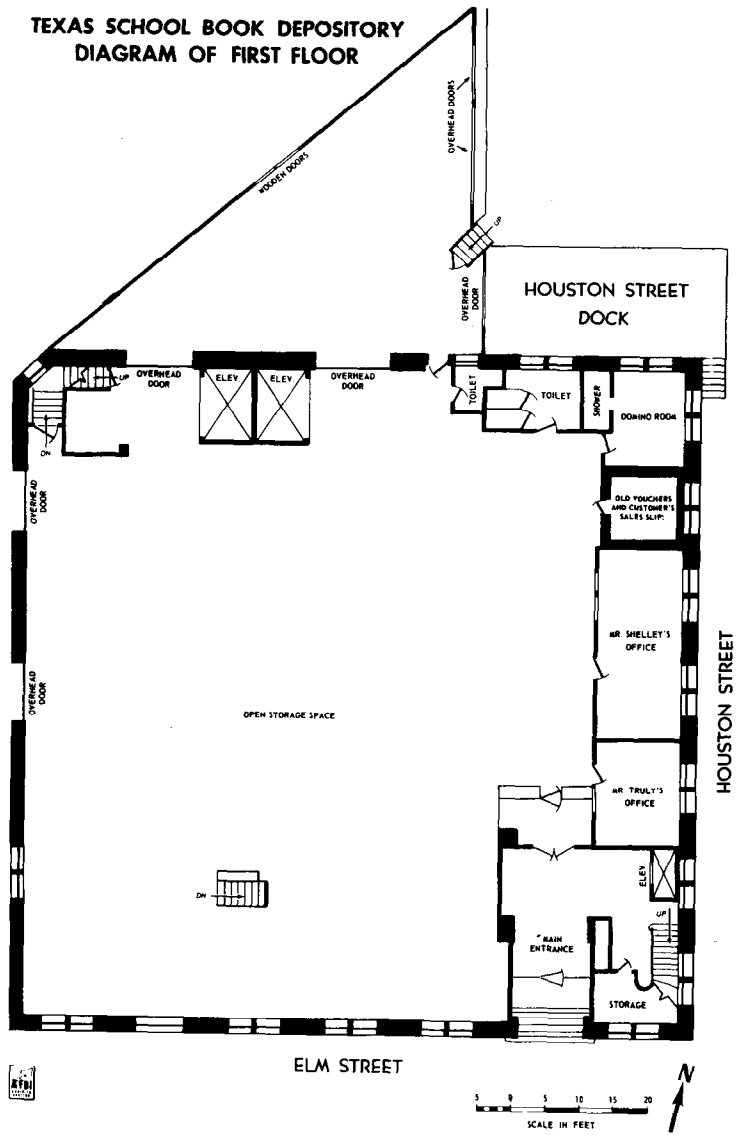 TEXAS SCHOOL BOOK DEPOSITORY
DIAGRAM OF FIRST FLOOR
OVERHEAD DOORS
WOODEN DOORS
UP
OVERHEAD
DOOR
HOUSTON STREET
DOCK
UP
OVERHEAD
DOOR
ELEV
ELEV
OVERHEAD
DOOR
TOILET
TOILET
SHOWER
DOMINO ROOM
DN
OVERHEAD
DOOR
OLD VOUCHERS
AND CUSTOMER'S
SALES SLIP
MR. SHELLEY'S
OFFICE
HOUSTON STREET
OVERHEAD
DOOR
OPEN STORAGE SPACE
MR. TRULY'S
OFFICE
ELEV
DN
UP
MAIN
ENTRANCE
STORAGE
ELM STREET
N
5 0 5 10 15 20
SCALE IN FEET